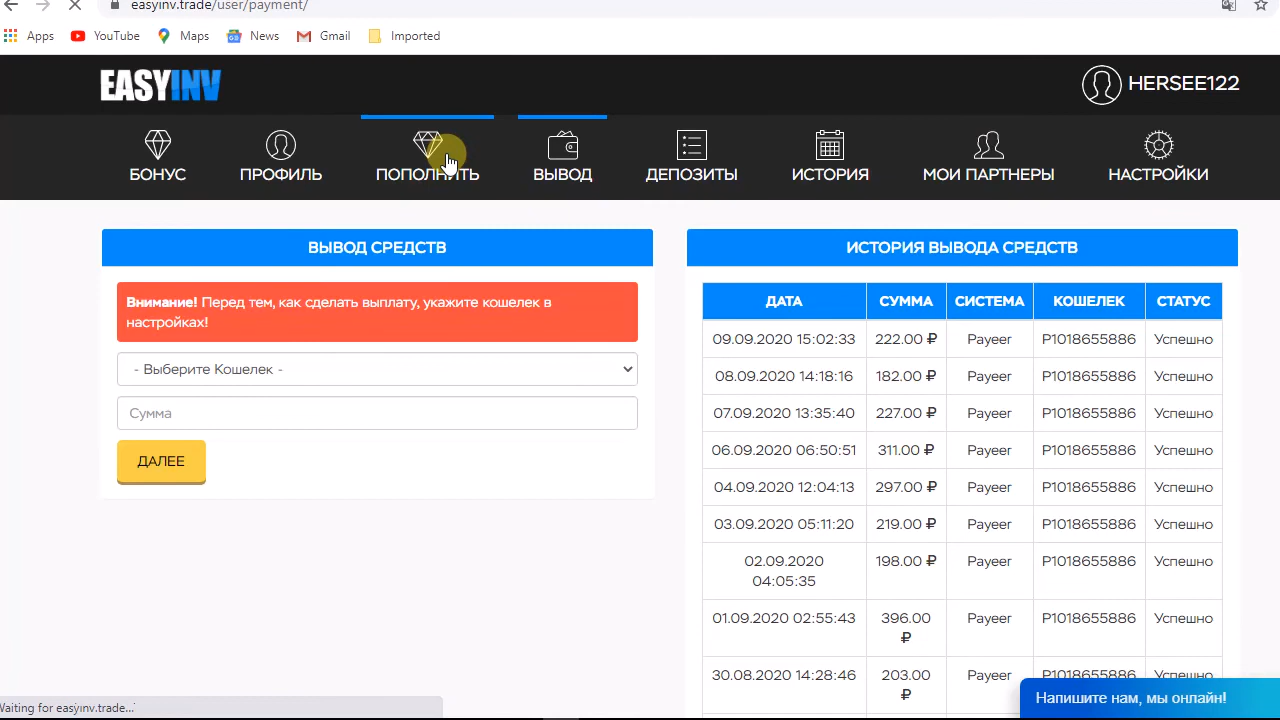 easyinv.trade/user/payment/
Apps YouTube Maps News Gmail Imported
EASYINV HERSEE122
БОНУС ПРОФИЛЬ ПОПОЛНИТЬ ВЫВОД ДЕПОЗИТЫ ИСТОРИЯ МОИ ПАРТНЕРЫ НАСТРОЙКИ
ВЫВОД СРЕДСТВ
Внимание! Перед тем, как сделать выплату, укажите кошелек в
настройках!
- Выберите Кошелек -
Сумма
ДАЛЕЕ
ИСТОРИЯ ВЫВОДА СРЕДСТВ
ДАТА СУММА СИСТЕМА КОШЕЛЕК СТАТУС
09.09.2020 15:02:33 222.00 ₽ Payeer P1018655886 Успешно
08.09.2020 14:18:16 182.00 ₽ Payeer P1018655886 Успешно
07.09.2020 13:35:40 227.00 ₽ Payeer P1018655886 Успешно
06.09.2020 06:50:51 311.00 ₽ Payeer P1018655886 Успешно
04.09.2020 12:04:13 297.00 ₽ Payeer P1018655886 Успешно
03.09.2020 05:11:20 219.00 ₽ Payeer P1018655886 Успешно
02.09.2020 198.00 ₽ Payeer P1018655886 Успешно
04:05:35
01.09.2020 02:55:43 396.00 Payeer P1018655886 Успешно
₽
30.08.2020 14:28:46 203.00 Payeer P1018655886 Успешно
₽
Напишите нам, мы онлайн!
Waiting for easyinv.trade...